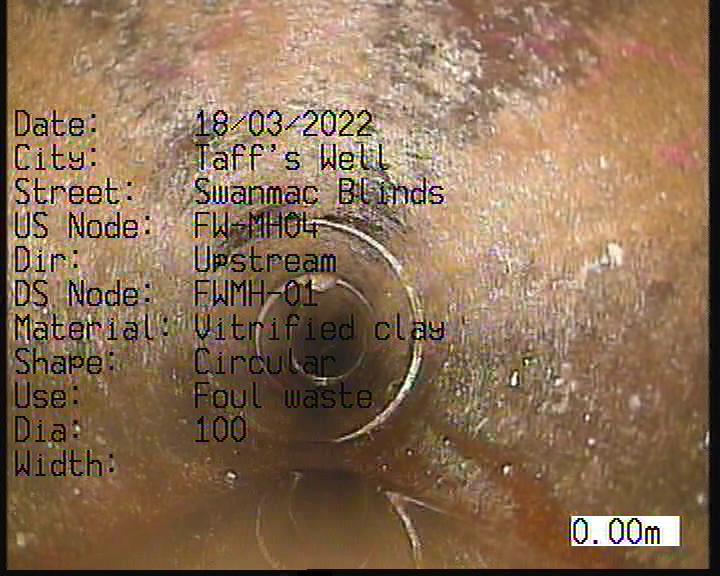 Date: 18/03/2022
City: Taff's Well
Street: Swanmac Blinds
US Node: FW-MH04
Dir: Upstream
DS Node: FWMH-01
Material: Vitrified clay
Shape: Circular
Use: Foul waste
Dia: 100
Width:
0.00m